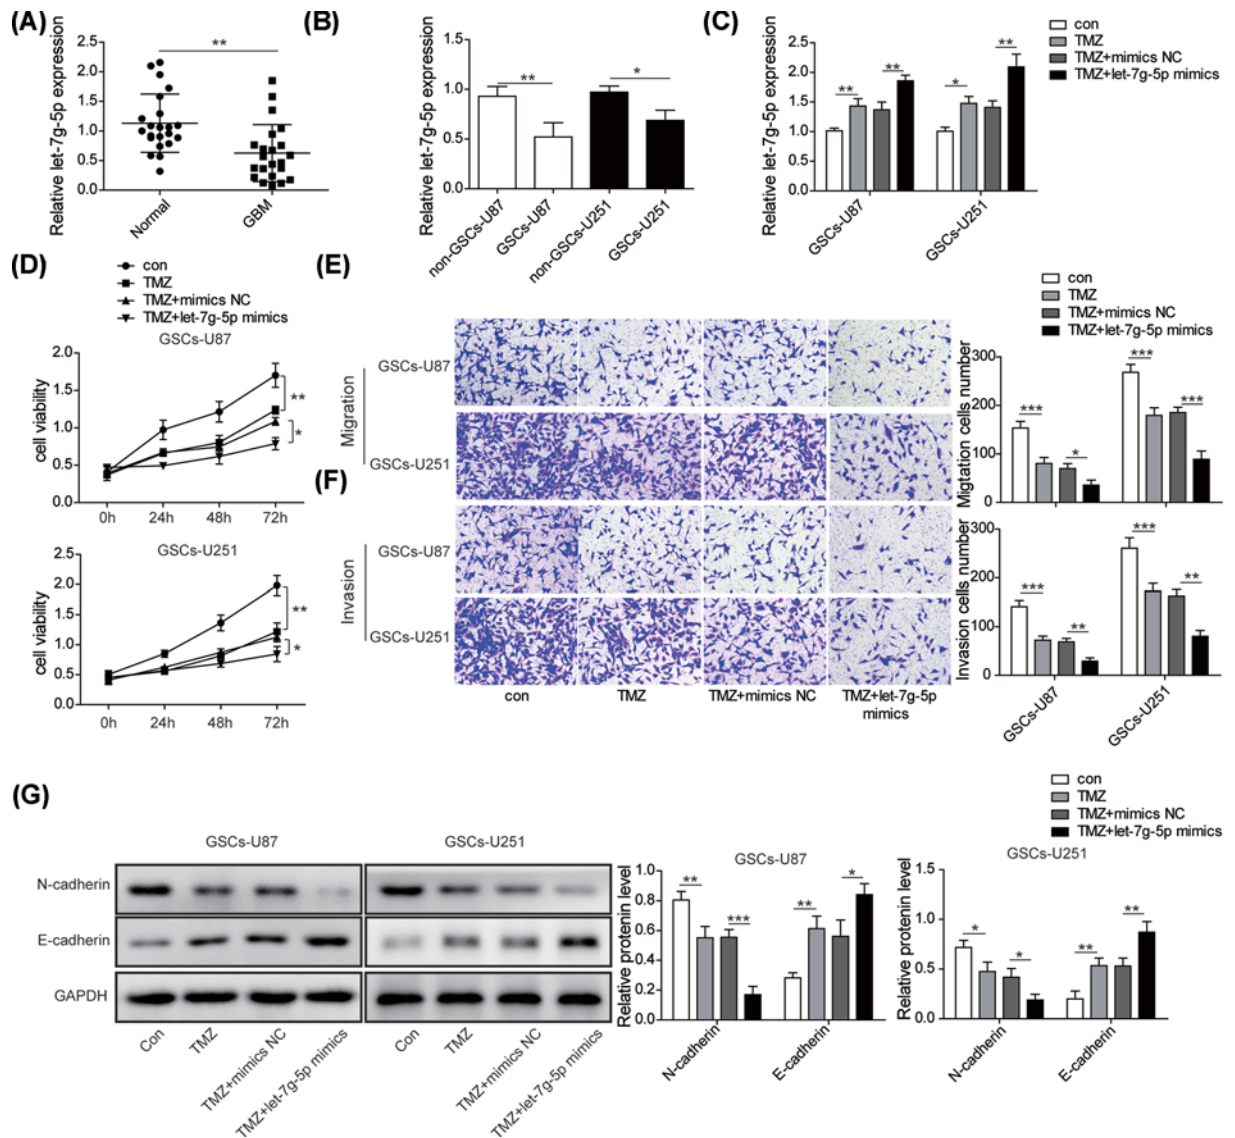 (A)
Relative let-7g-5p expression
2.5
2.0
1.5
1.0
0.5
0.0
**
Normal
GBM
(B)
Relative let-7g-5p expression
1.5
1.0
0.5
0.0
**
*
non-GSCs-U87
GSCs-U87
non-GSCs-U251
GSCs-U251
(C)
con
TMZ
TMZ+mimics NC
TMZ+let-7g-5p mimics
Relative let-7g-5p expression
2.5
2.0
1.5
1.0
0.5
0.0
**
**
*
**
GSCs-U87
GSCs-U251
(D)
con
TMZ
TMZ+mimics NC
TMZ+let-7g-5p mimics
GSCs-U87
cell viability
2.0
1.5
1.0
0.5
0.0
**
*
0h
24h
48h
72h
GSCs-U251
cell viability
2.5
2.0
1.5
1.0
0.5
0.0
**
*
0h
24h
48h
72h
(E)
Migration
GSCs-U87
GSCs-U251
(F)
Invasion
GSCs-U87
GSCs-U251
con
TMZ
TMZ+mimics NC
TMZ+let-7g-5p
mimics
con
TMZ
TMZ+mimics NC
TMZ+let-7g-5p mimics
Migtation cells number
300
200
100
0
***
*
***
***
Invasion cells number
300
200
100
0
***
**
***
**
GSCs-U87
GSCs-U251
(G)
GSCs-U87
GSCs-U251
N-cadherin
E-cadherin
GAPDH
Con
TMZ
TMZ+mimics NC
TMZ+let-7g-5p mimics
Con
TMZ
TMZ+mimics NC
TMZ+let-7g-5p mimics
con
TMZ
TMZ+mimics NC
TMZ+let-7g-5p mimics
GSCs-U87
Relative protenin level
1.0
0.8
0.6
0.4
0.2
0.0
**
***
**
*
N-cadherin
E-cadherin
GSCs-U251
Relative protenin level
1.5
1.0
0.5
0.0
*
*
**
**
N-cadherin
E-cadherin